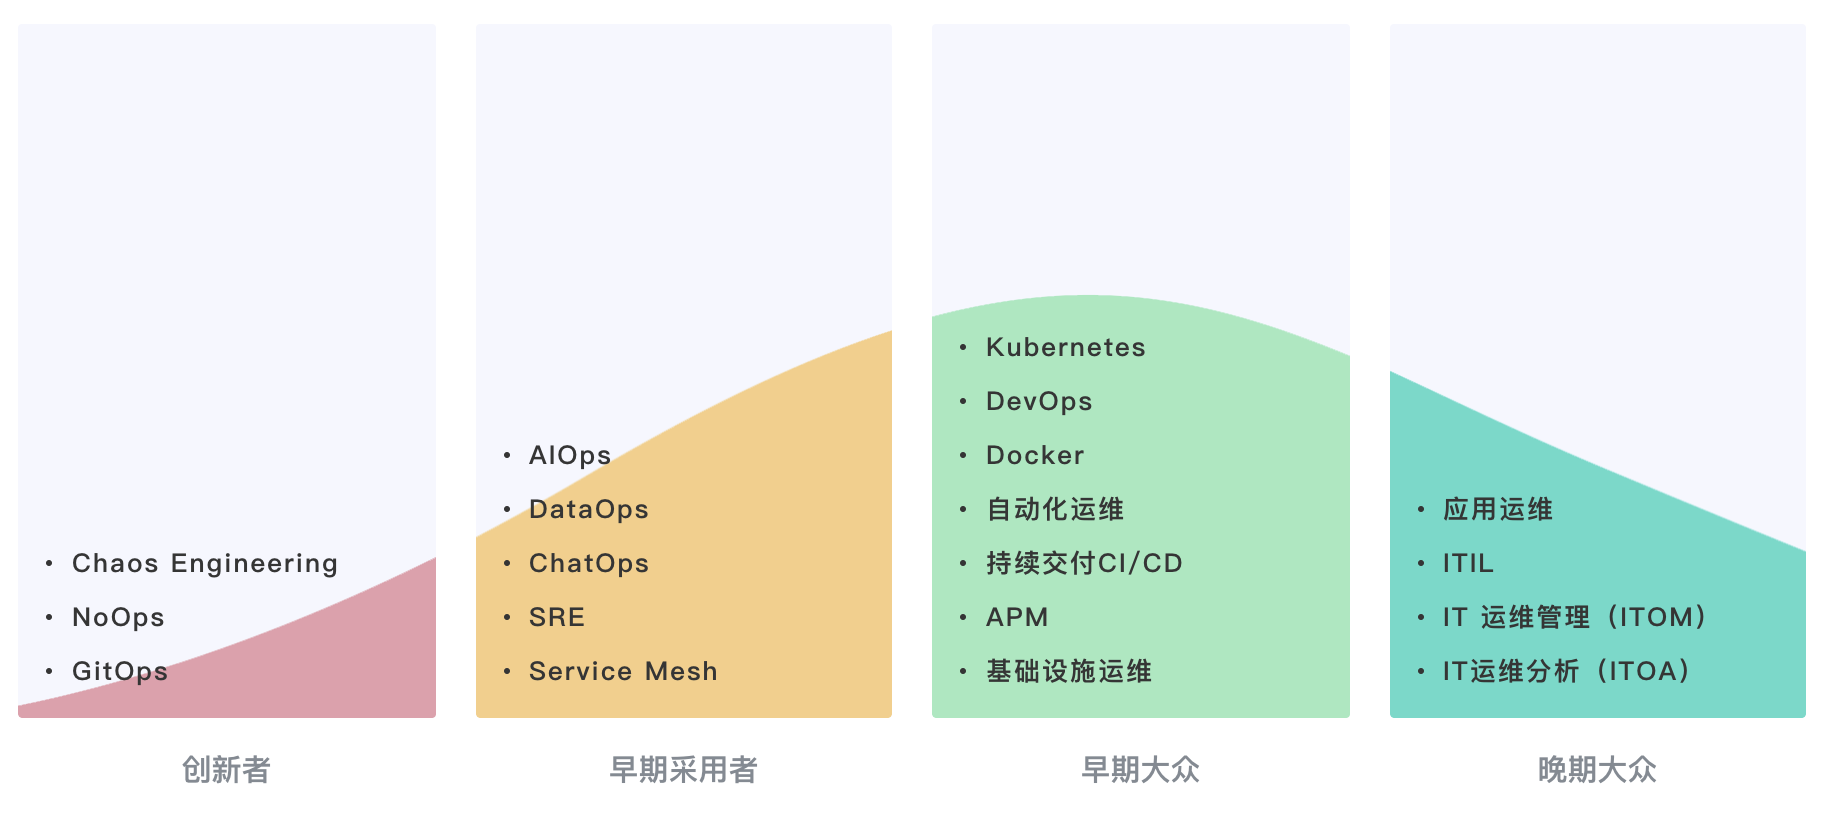 • Chaos Engineering
• NoOps
• GitOps
创新者
• AIOps
• DataOps
• ChatOps
• SRE
• Service Mesh
早期采用者
• Kubernetes
• DevOps
• Docker
• 自动化运维
• 持续交付CI/CD
• APM
• 基础设施运维
早期大众
• 应用运维
• ITIL
• IT 运维管理（ITOM）
• IT运维分析（ITOA）
晚期大众